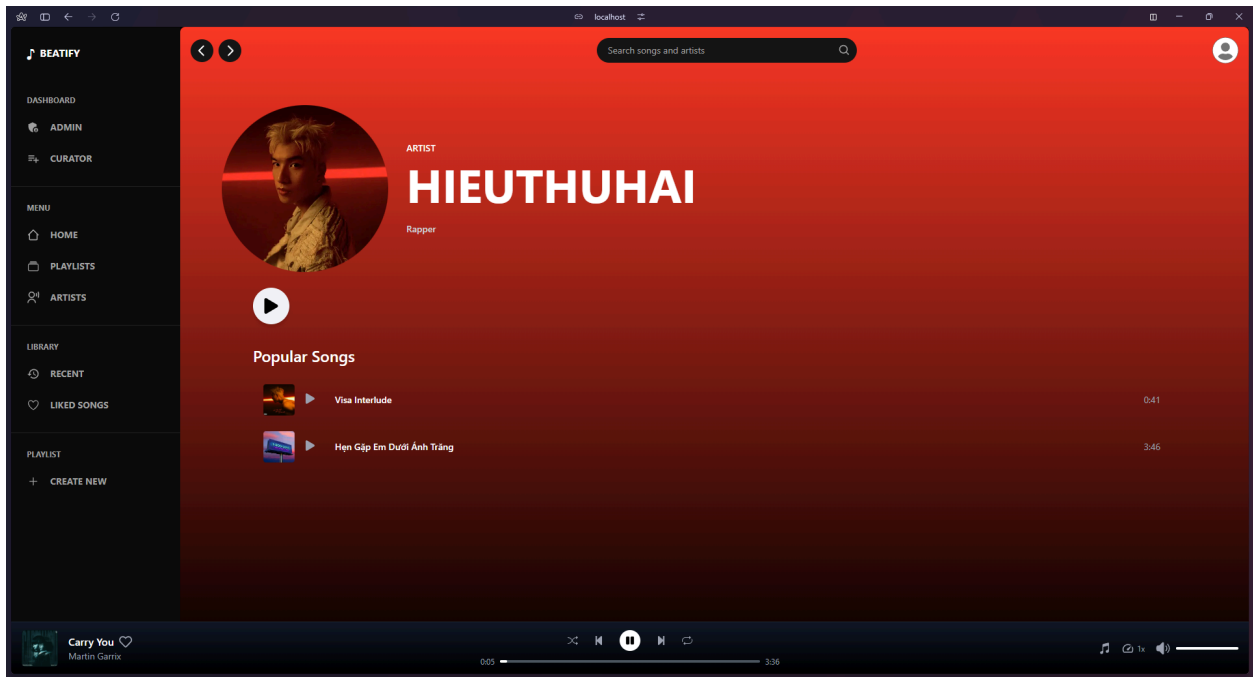 localhost
BEATIFY
Search songs and artists
DASHBOARD
ADMIN
CURATOR
MENU
HOME
PLAYLISTS
ARTISTS
LIBRARY
RECENT
LIKED SONGS
PLAYLIST
CREATE NEW
ARTIST
HIEUTHUHAI
Rapper
Popular Songs
Visa Interlude 0:41
Hẹn Gặp Em Dưới Ánh Trăng 3:46
Carry You
Martin Garrix
0:05 3:36
1x